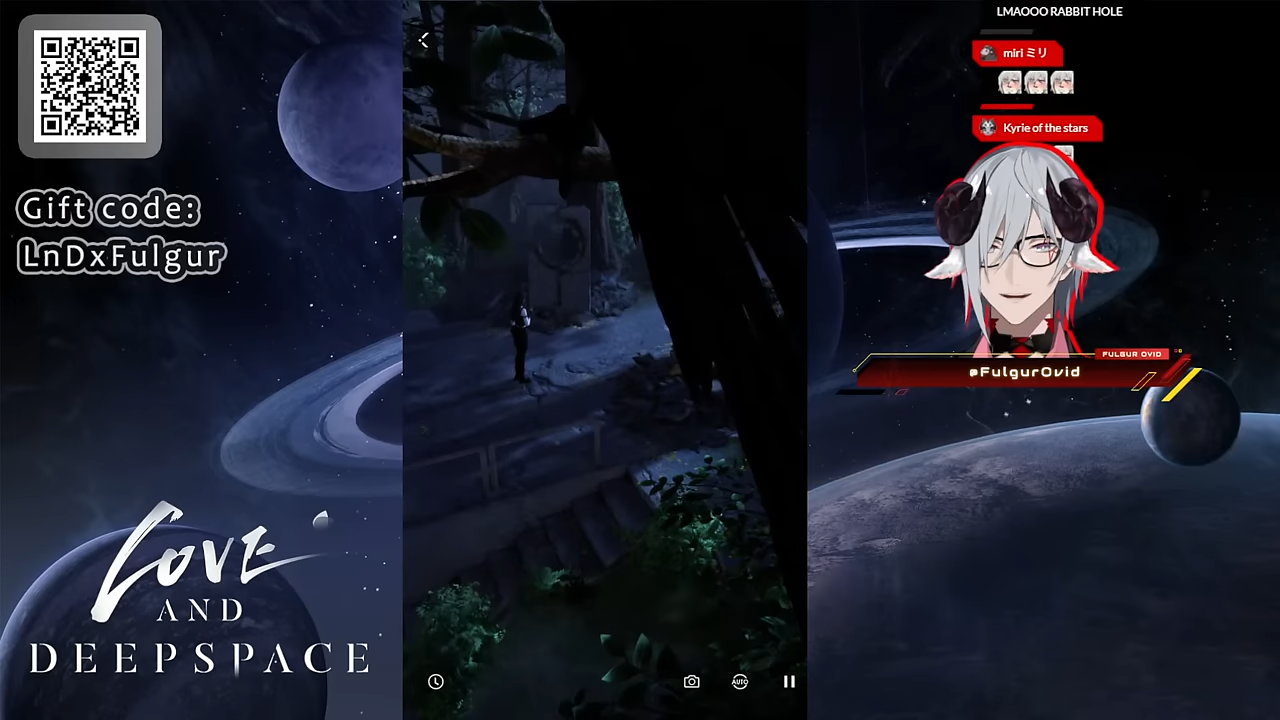 Gift code:
LnDxFulgur
LOVE
AND
DEEPSPACE
AUTO
LMAOOO RABBIT HOLE
miri ミリ
Kyrie of the stars
FULGUR OVID
@FulgurOvid